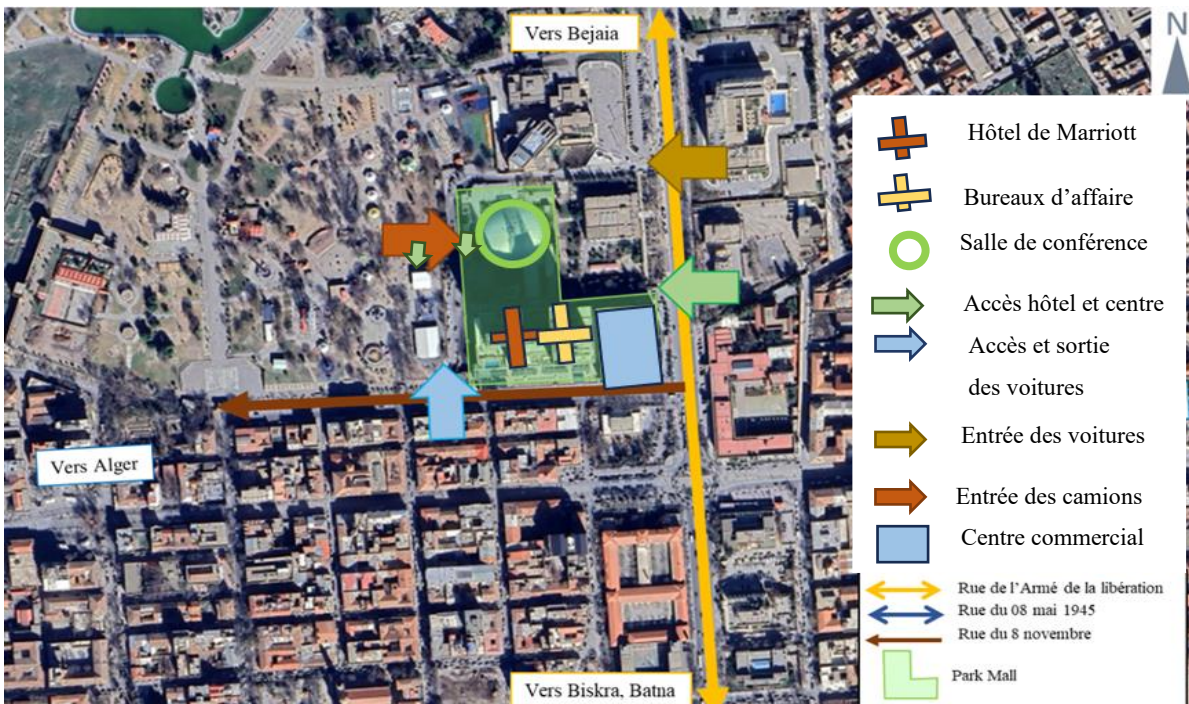 Vers Bejaia
N
Hôtel de Marriott
Bureaux d’affaire
Salle de conférence
Accès hôtel et centre
Accès et sortie
des voitures
Entrée des voitures
Vers Alger
Entrée des camions
Centre commercial
Rue de l’Armé de la libération
Rue du 08 mai 1945
Rue du 8 novembre
Park Mall
Vers Biskra, Batna